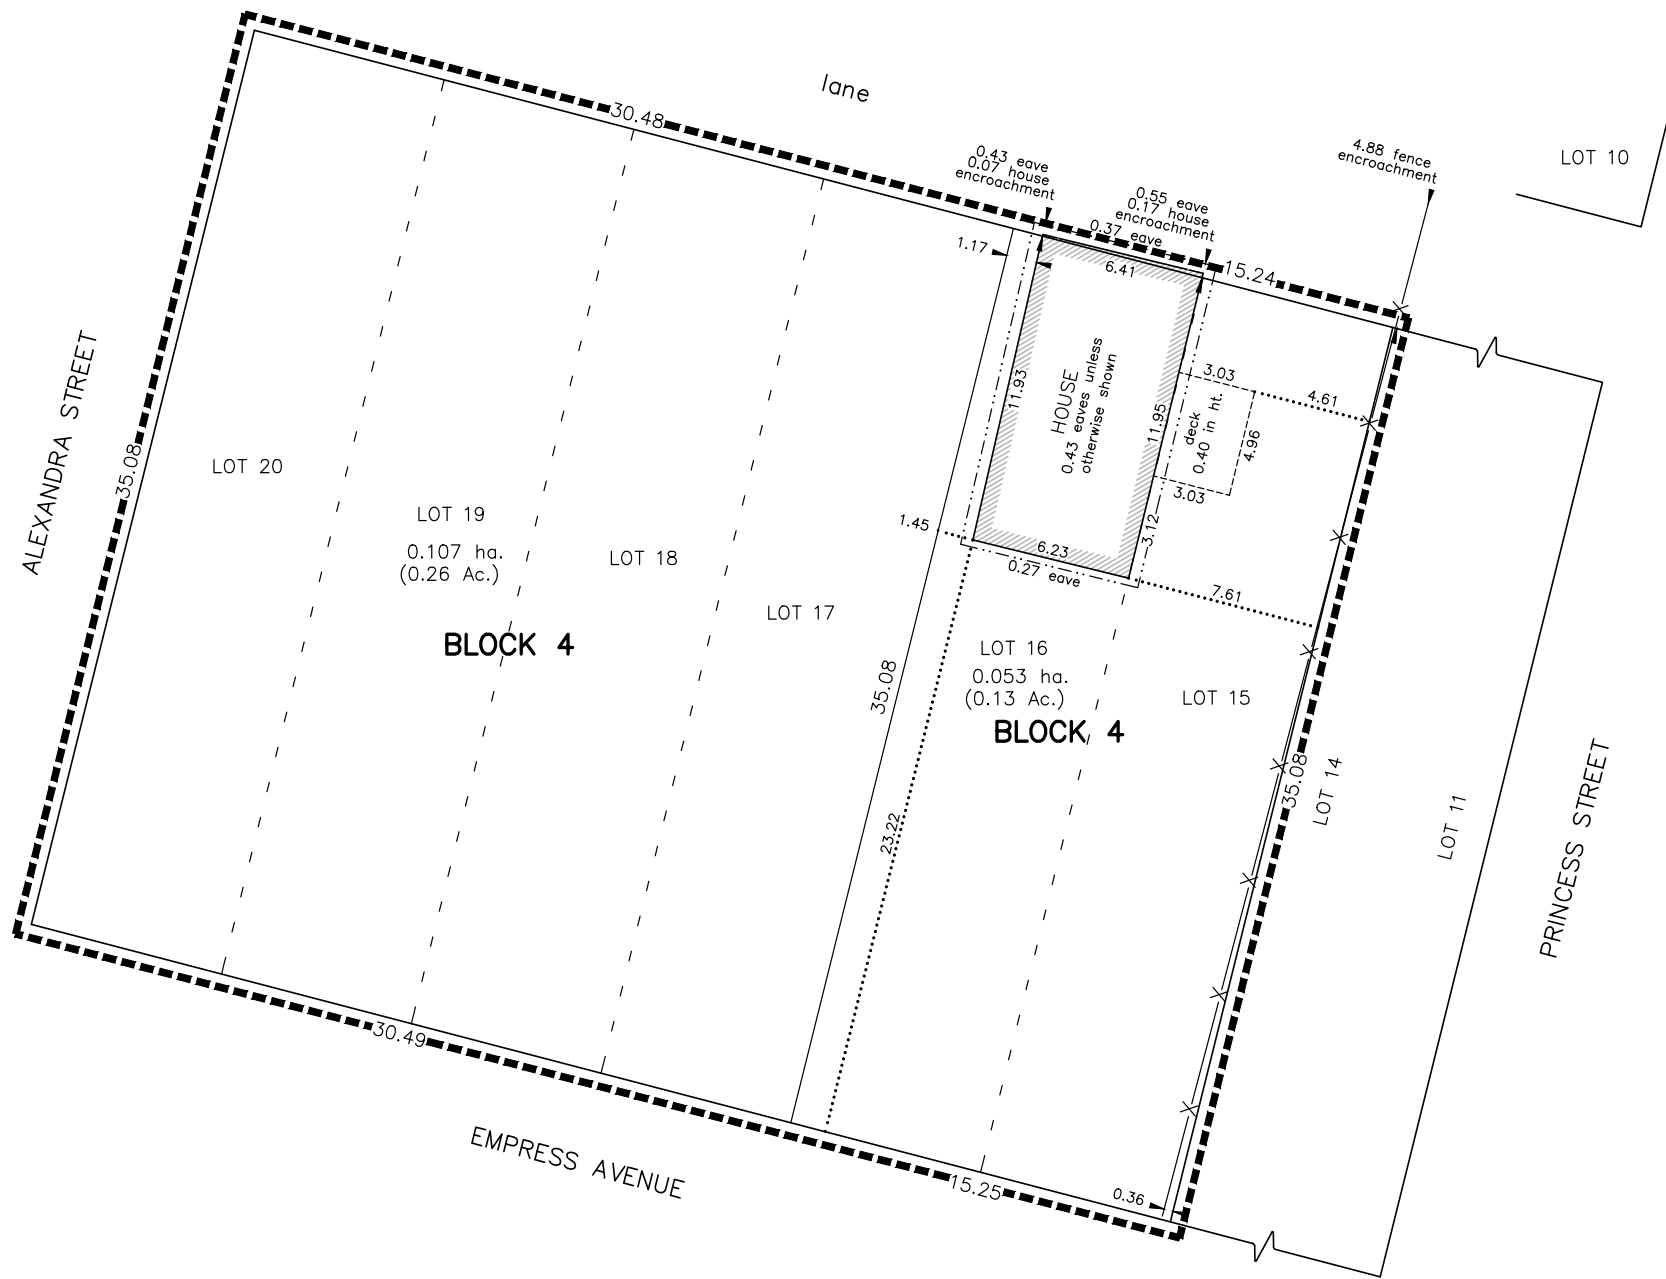 lane
30.48
0.43 eave
0.07 house
encroachment
0.55 eave
0.17 house
encroachment
0.37 eave
4.88 fence
encroachment
LOT 10
15.24
1.17
6.41
ALEXANDRA STREET
35.08
LOT 20
LOT 19
0.107 ha.
(0.26 Ac.)
BLOCK 4
LOT 18
LOT 17
11.93
HOUSE
0.43 eaves unless
otherwise shown
11.95
3.03
deck
0.40 in ht.
4.96
3.03
4.61
1.45
6.23
0.27 eave
3.12
7.61
LOT 16
0.053 ha.
(0.13 Ac.)
BLOCK 4
LOT 15
35.08
23.22
35.08
LOT 14
LOT 11
PRINCESS STREET
30.49
EMPRESS AVENUE
15.25
0.36